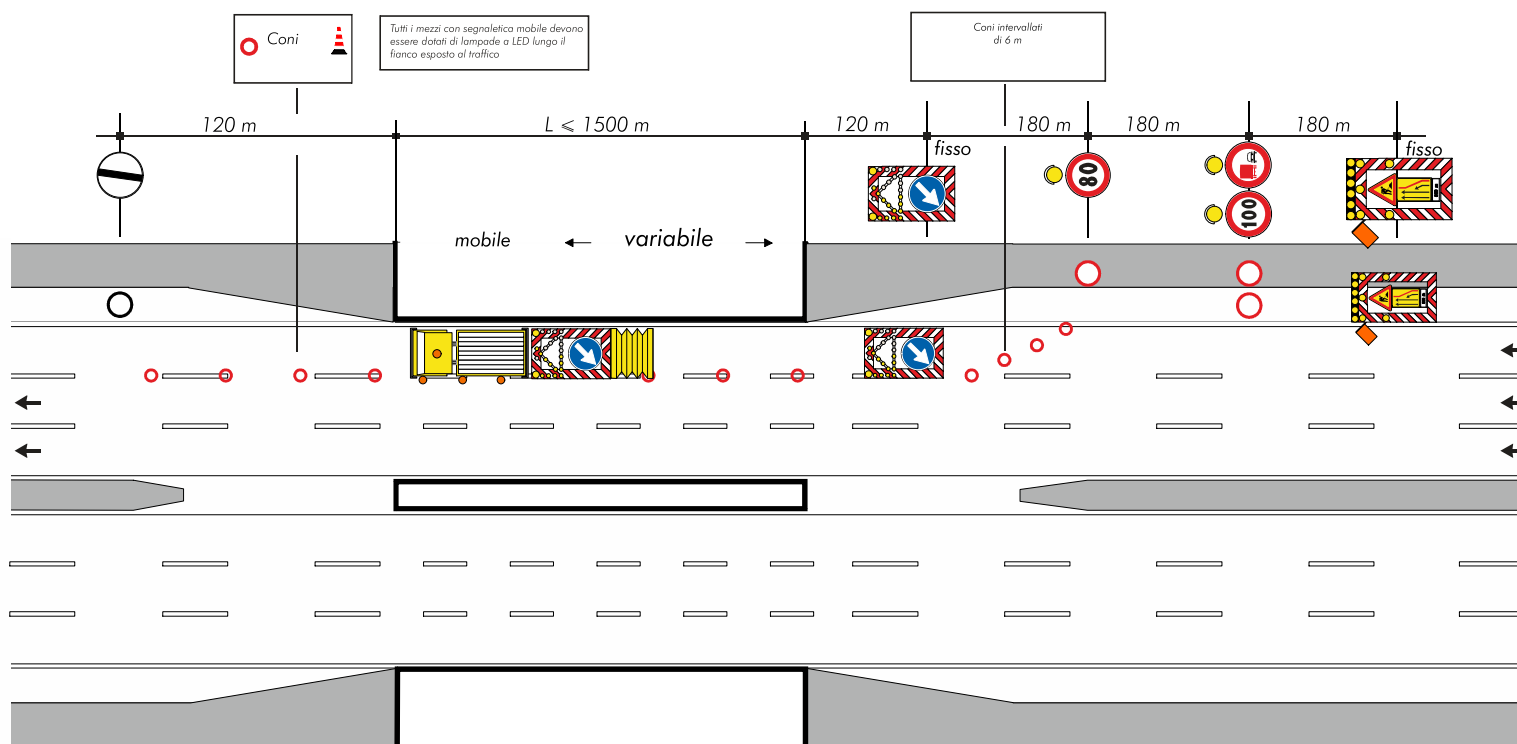 Coni
Tutti i mezzi con segnaletica mobile devono
essere dotati di lampade a LED lungo il
fianco esposto al traffico
Coni intervallati
di 6 m
120 m
L ⩽ 1500 m
120 m
180 m
180 m
180 m
fisso
fisso
80
100
mobile
variabile